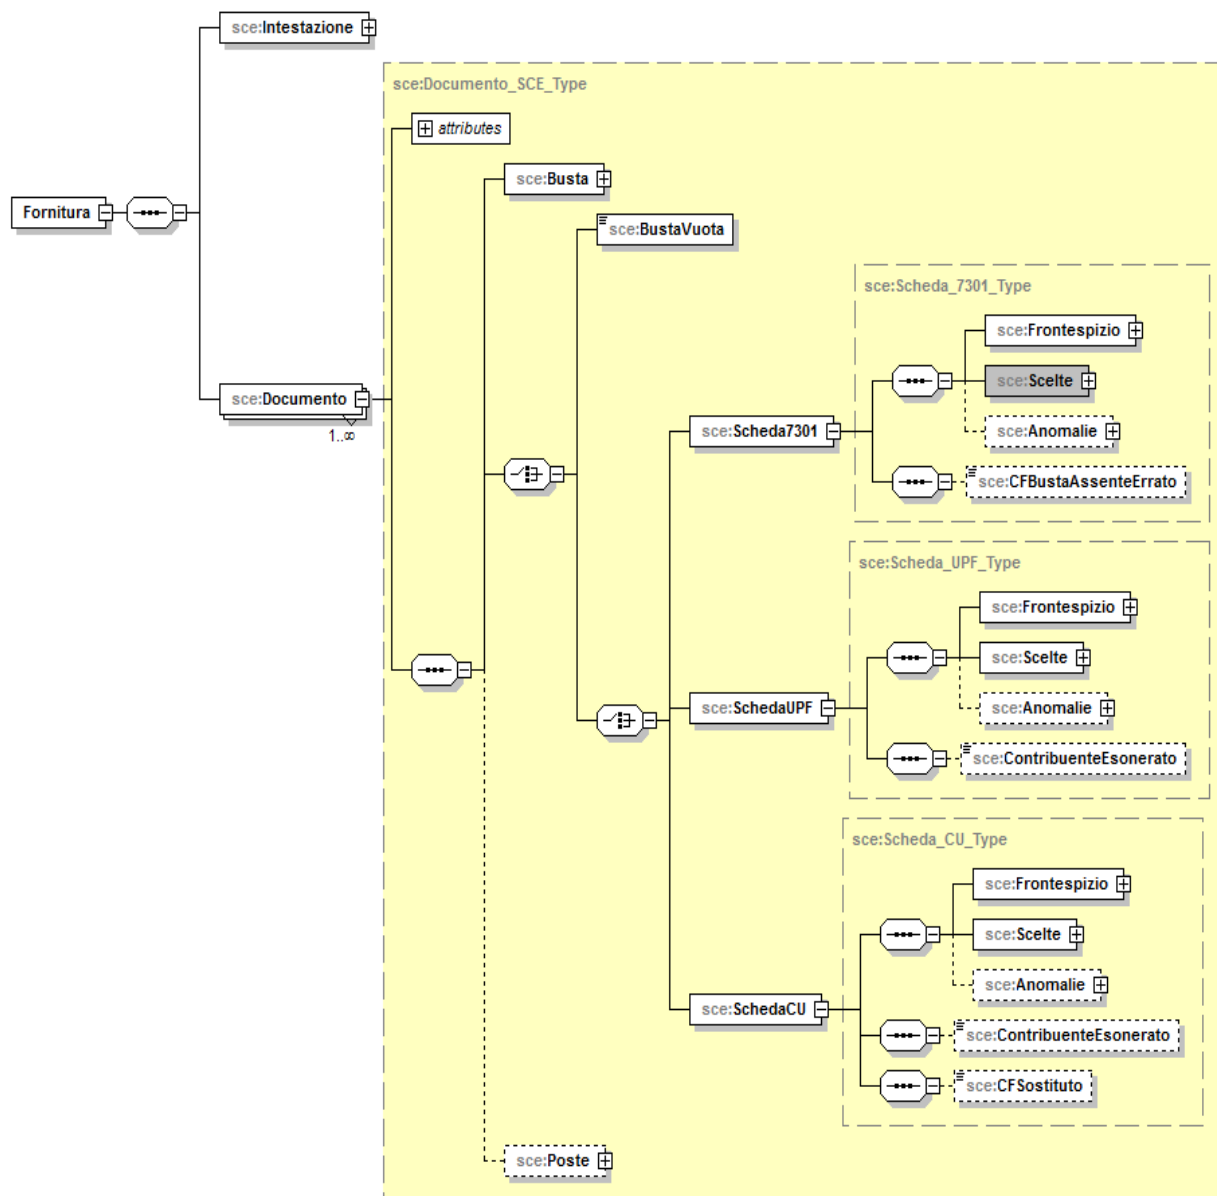 sce:Intestazione
sce:Documento_SCE_Type
attributes
sce:Busta
Fornitura
sce:BustaVuota
sce:Scheda_7301_Type
sce:Frontespizio
sce:Scelte
sce:Documento
1..∞
sce:Scheda7301
sce:Anomalie
sce:CFBustaAssenteErrato
sce:Scheda_UPF_Type
sce:Frontespizio
sce:Scelte
sce:SchedaUPF
sce:Anomalie
sce:ContribuenteEsonerato
sce:Scheda_CU_Type
sce:Frontespizio
sce:Scelte
sce:Anomalie
sce:SchedaCU
sce:ContribuenteEsonerato
sce:CFSostituto
sce:Poste